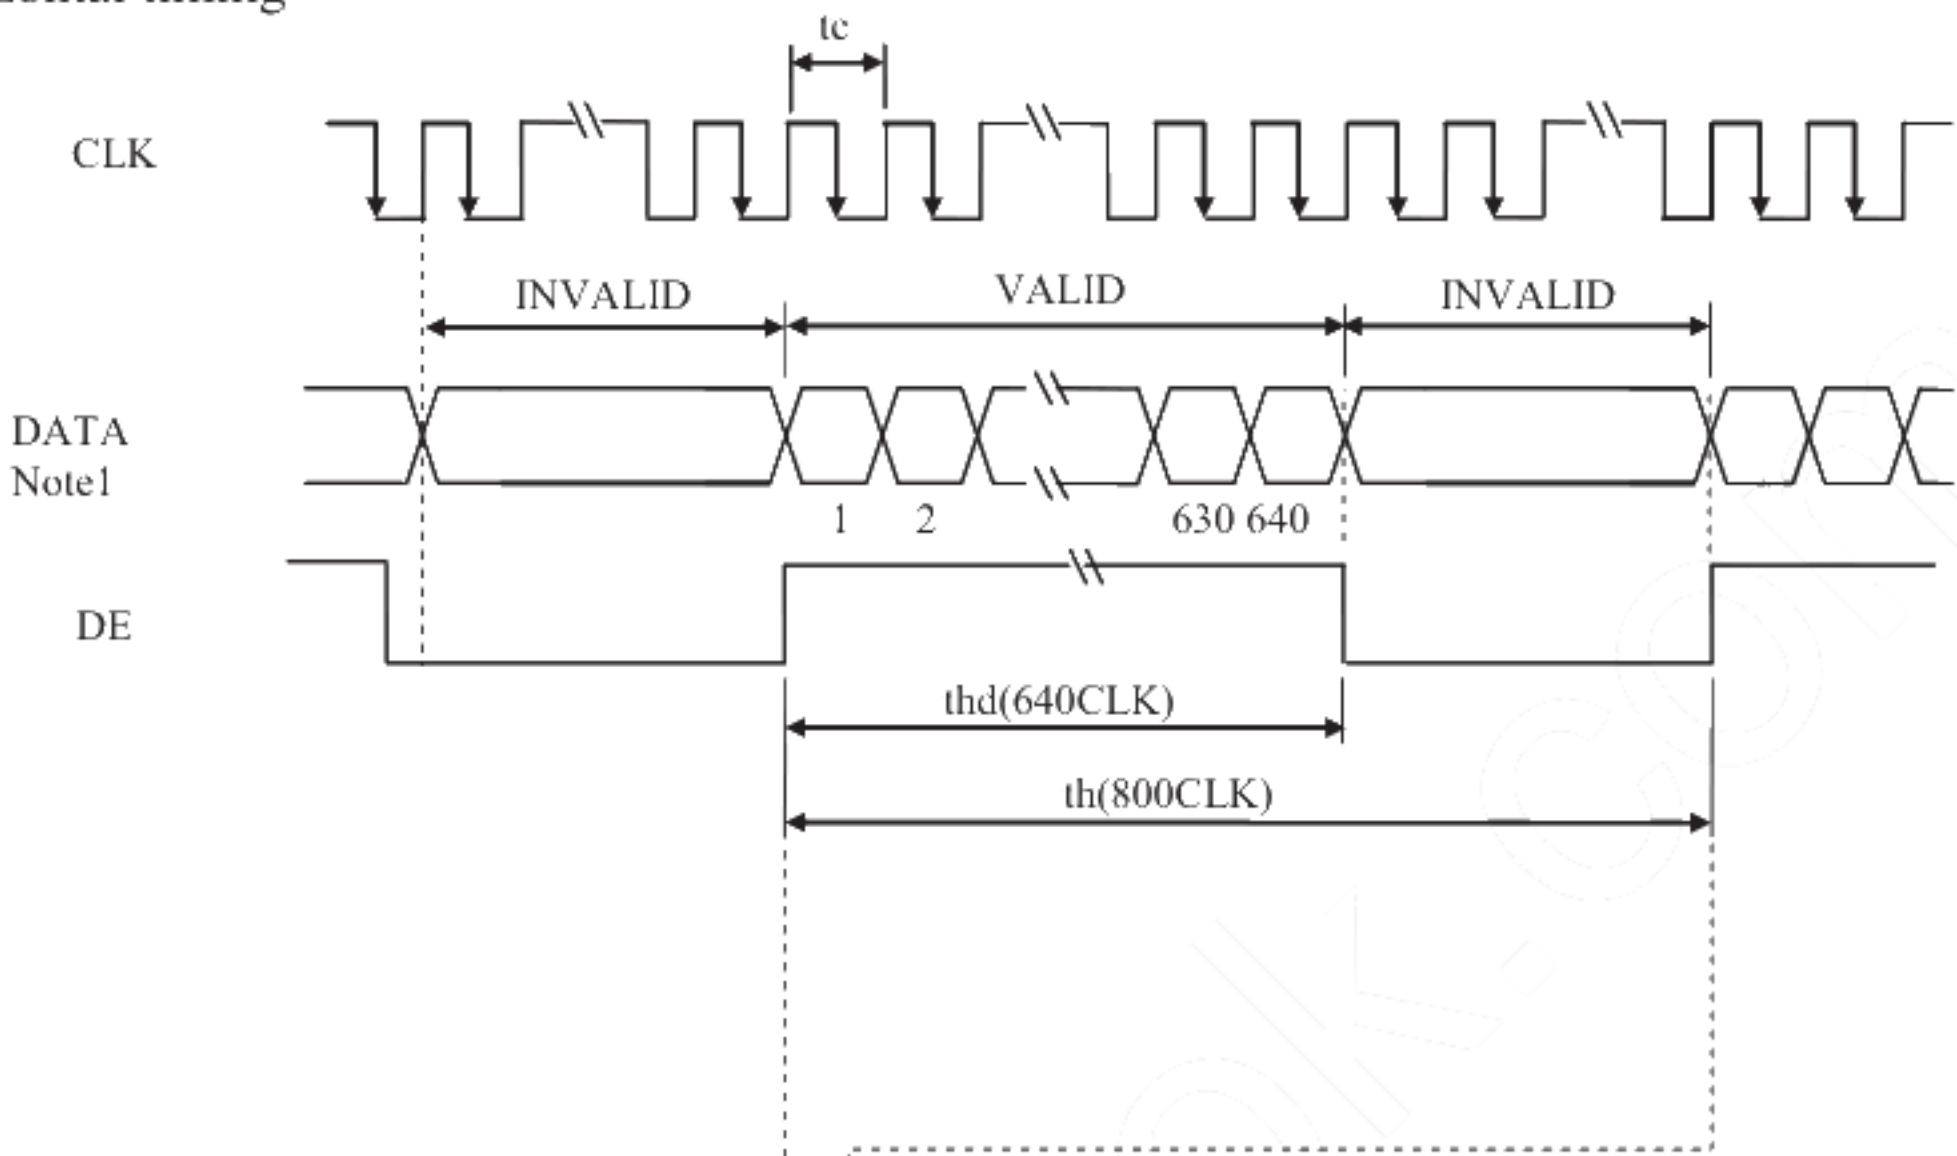 tc
CLK
INVALID VALID INVALID
DATA
Note1
1 2 630 640
DE
thd(640CLK)
th(800CLK)